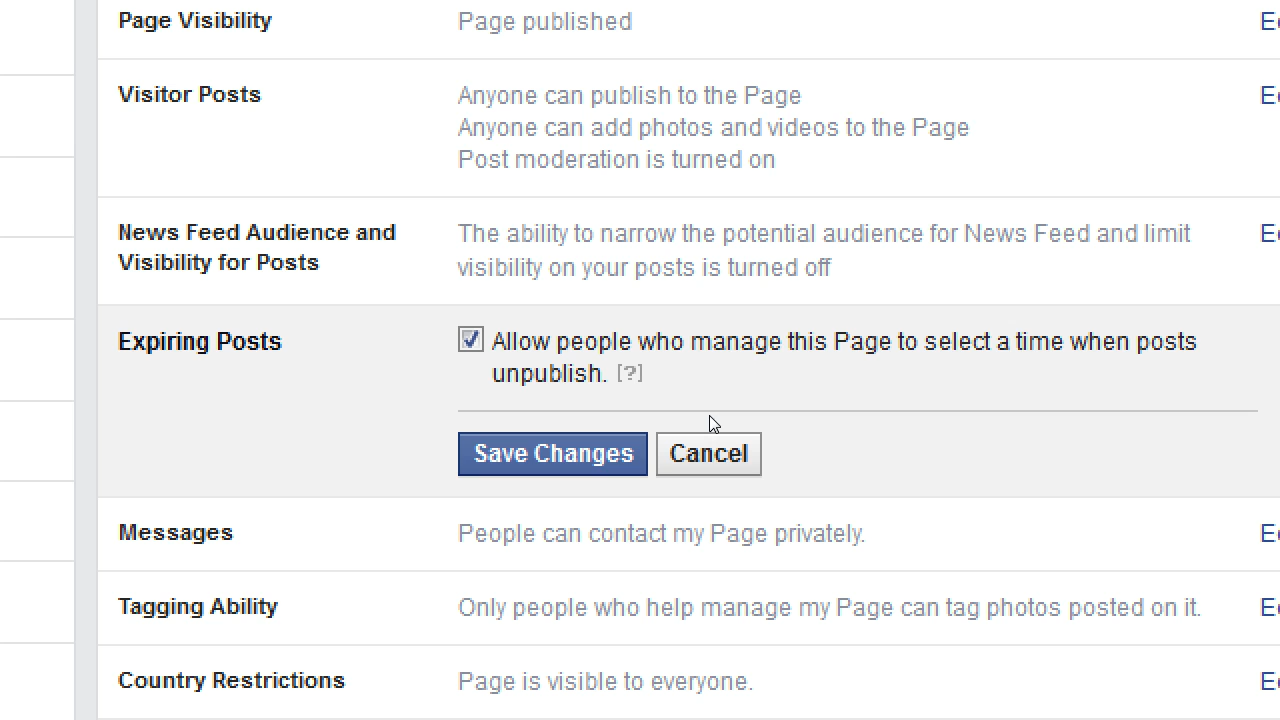 Page Visibility
Page published
Visitor Posts
Anyone can publish to the Page
Anyone can add photos and videos to the Page
Post moderation is turned on
News Feed Audience and
Visibility for Posts
The ability to narrow the potential audience for News Feed and limit
visibility on your posts is turned off
Expiring Posts
Allow people who manage this Page to select a time when posts
unpublish. [?]
Save Changes
Cancel
Messages
People can contact my Page privately.
Tagging Ability
Only people who help manage my Page can tag photos posted on it.
Country Restrictions
Page is visible to everyone.